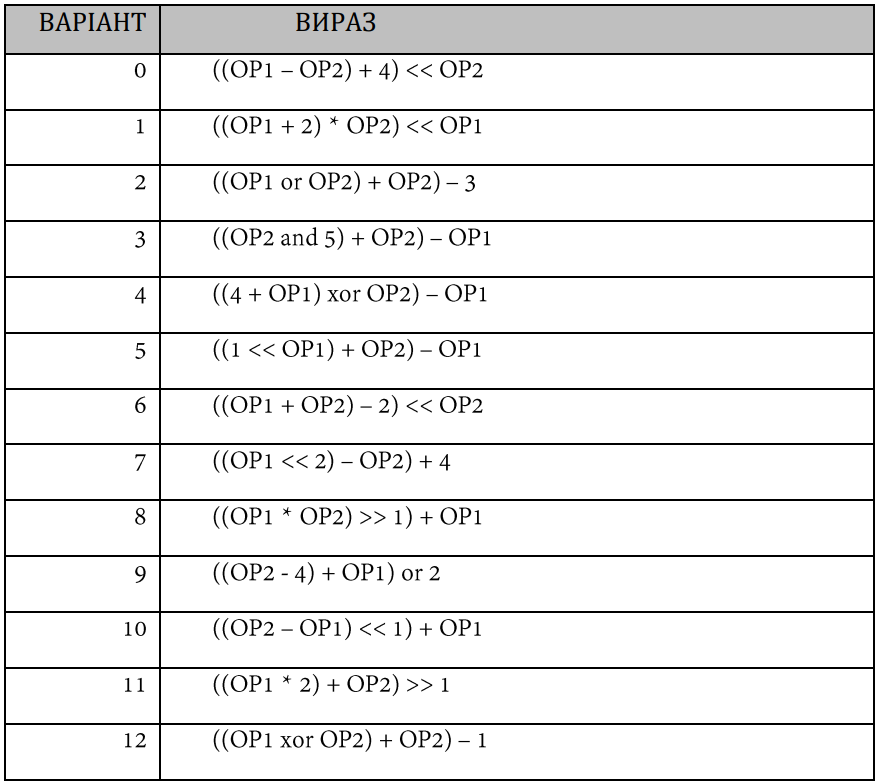 ВАРІАНТ ВИРАЗ
0 ((OP1 – OP2) + 4) << OP2
1 ((OP1 + 2) * OP2) << OP1
2 ((OP1 or OP2) + OP2) – 3
3 ((OP2 and 5) + OP2) – OP1
4 ((4 + OP1) xor OP2) – OP1
5 ((1 << OP1) + OP2) – OP1
6 ((OP1 + OP2) – 2) << OP2
7 ((OP1 << 2) – OP2) + 4
8 ((OP1 * OP2) >> 1) + OP1
9 ((OP2 - 4) + OP1) or 2
10 ((OP2 – OP1) << 1) + OP1
11 ((OP1 * 2) + OP2) >> 1
12 ((OP1 xor OP2) + OP2) – 1